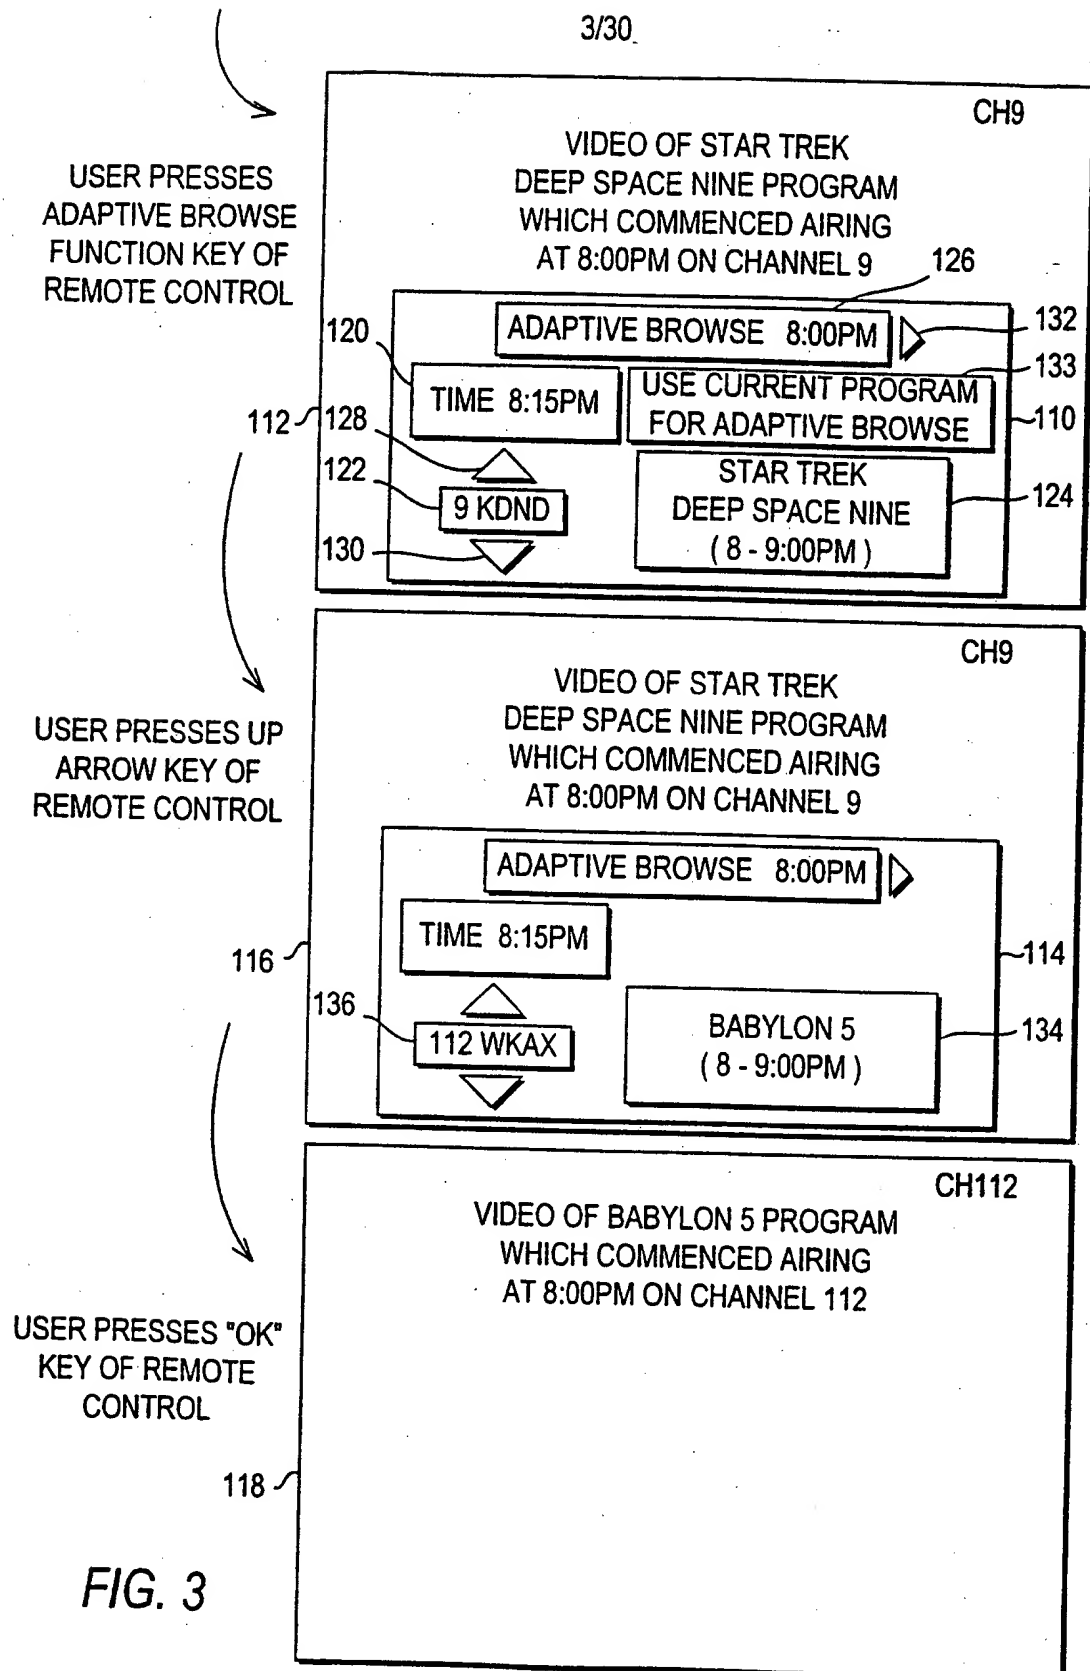 3/30
CH9
VIDEO OF STAR TREK
DEEP SPACE NINE PROGRAM
WHICH COMMENCED AIRING
AT 8:00PM ON CHANNEL 9
USER PRESSES
ADAPTIVE BROWSE
FUNCTION KEY OF
REMOTE CONTROL
126
ADAPTIVE BROWSE 8:00PM
132
120
133
TIME 8:15PM
USE CURRENT PROGRAM
FOR ADAPTIVE BROWSE
112
128
110
122
9 KDND
STAR TREK
DEEP SPACE NINE
( 8 - 9:00PM )
124
130
CH9
VIDEO OF STAR TREK
DEEP SPACE NINE PROGRAM
WHICH COMMENCED AIRING
AT 8:00PM ON CHANNEL 9
USER PRESSES UP
ARROW KEY OF
REMOTE CONTROL
ADAPTIVE BROWSE 8:00PM
TIME 8:15PM
116
114
136
112 WKAX
BABYLON 5
( 8 - 9:00PM )
134
CH112
VIDEO OF BABYLON 5 PROGRAM
WHICH COMMENCED AIRING
AT 8:00PM ON CHANNEL 112
USER PRESSES "OK"
KEY OF REMOTE
CONTROL
118
FIG. 3